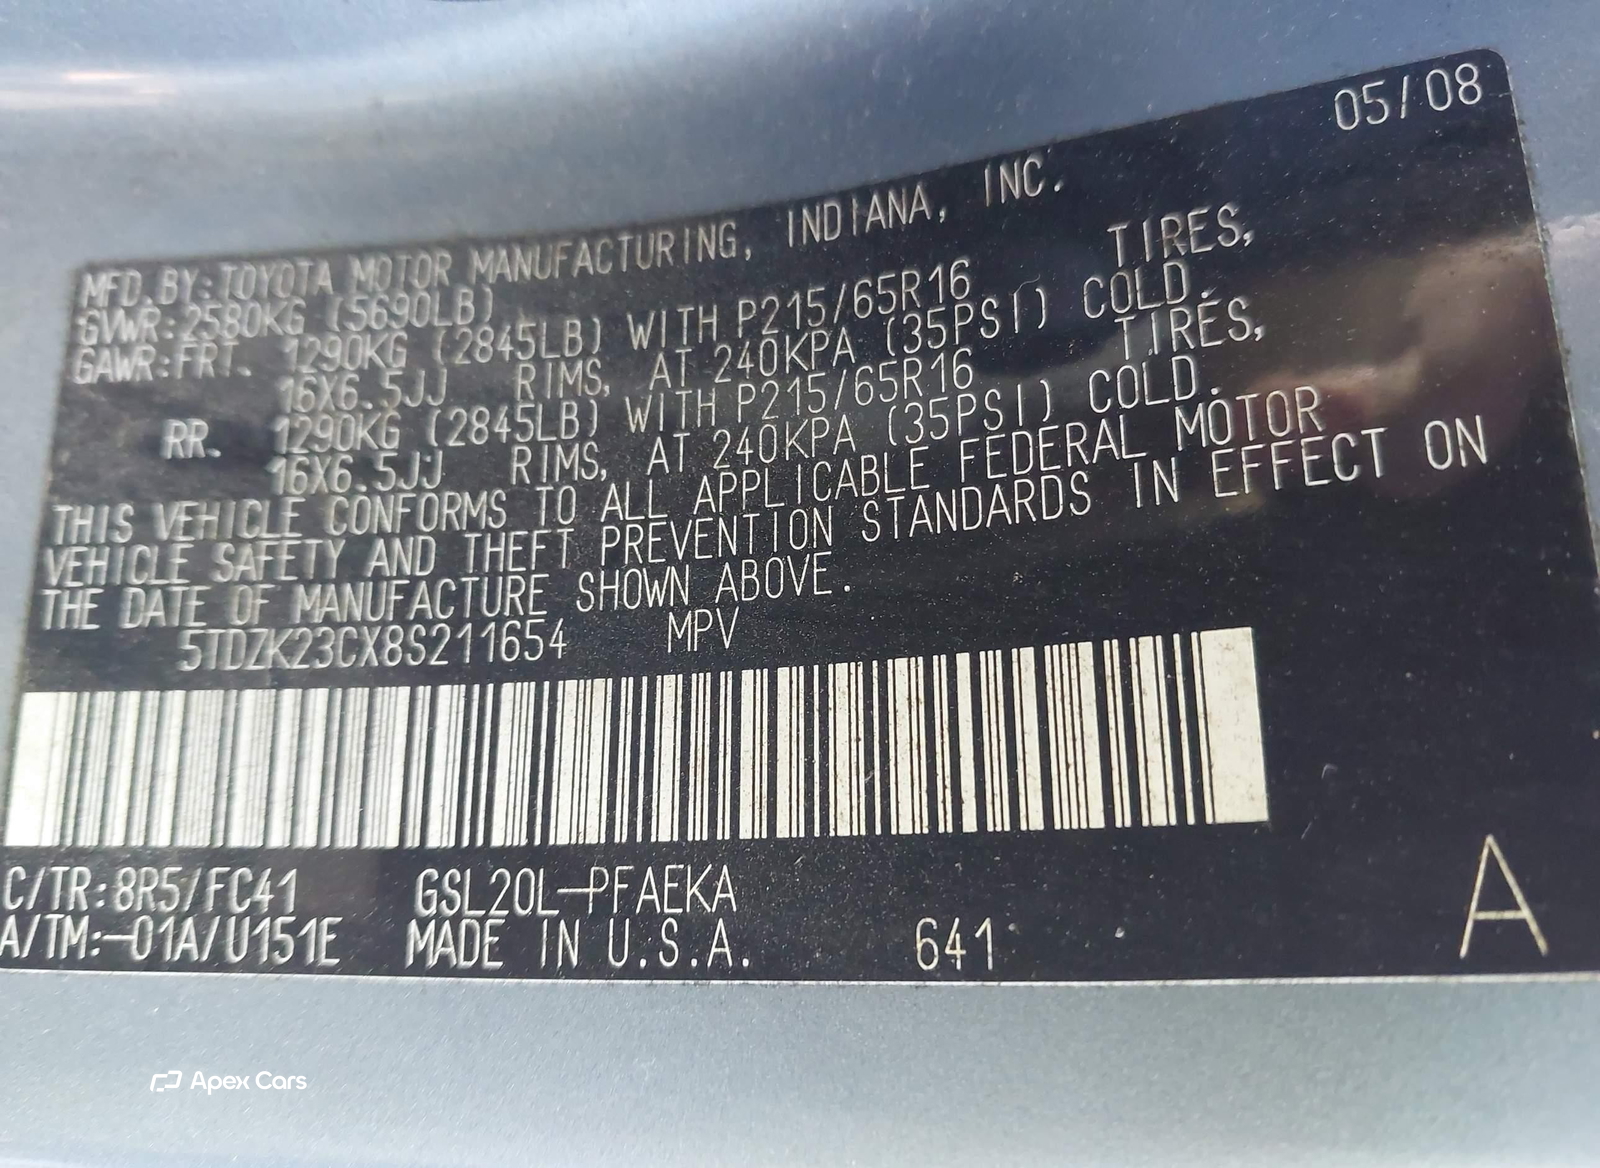 05/08
MFD.BY:TOYOTA MOTOR MANUFACTURING, INDIANA, INC.
GVWR:2580KG (5690LB)
GAWR:FRT. 1290KG (2845LB) WITH P215/65R16 TIRES,
16X6.5JJ RIMS, AT 240KPA (35PSI) COLD.
RR. 1290KG (2845LB) WITH P215/65R16 TIRES,
16X6.5JJ RIMS, AT 240KPA (35PSI) COLD.
THIS VEHICLE CONFORMS TO ALL APPLICABLE FEDERAL MOTOR
VEHICLE SAFETY AND THEFT PREVENTION STANDARDS IN EFFECT ON
THE DATE OF MANUFACTURE SHOWN ABOVE.
5TDZK23CX8S211654 MPV
C/TR:8R5/FC41 GSL20L-PFAEKA
A/TM:-01A/U151E MADE IN U.S.A. 641 A
Apex Cars